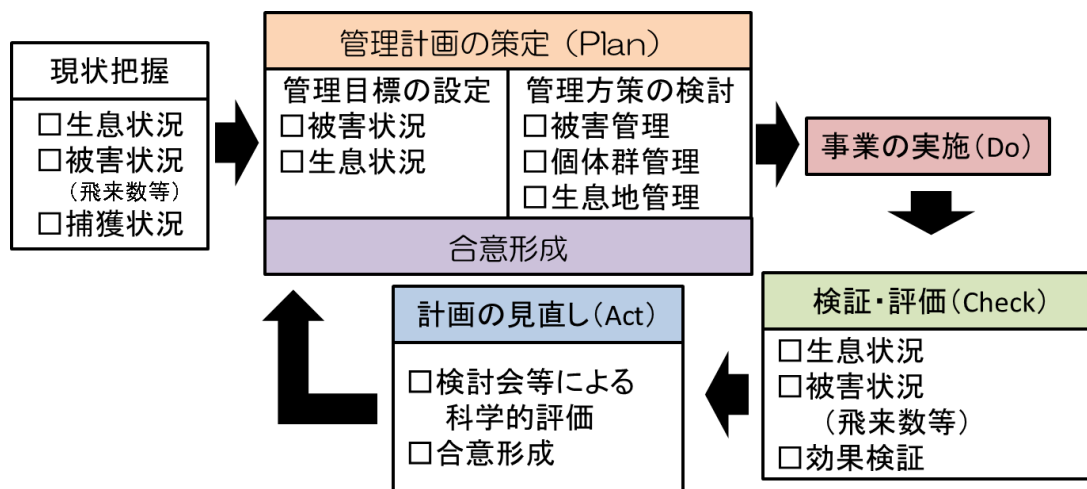 現状把握
□生息状況
□被害状況
(飛来数等)
□捕獲状況
管理計画の策定(Plan)
管理目標の設定
□被害状況
□生息状況
管理方策の検討
□被害管理
□個体群管理
□生息地管理
合意形成
事業の実施(Do)
検証・評価(Check)
□生息状況
□被害状況
(飛来数等)
□効果検証
計画の見直し(Act)
□検討会等による
科学的評価
□合意形成